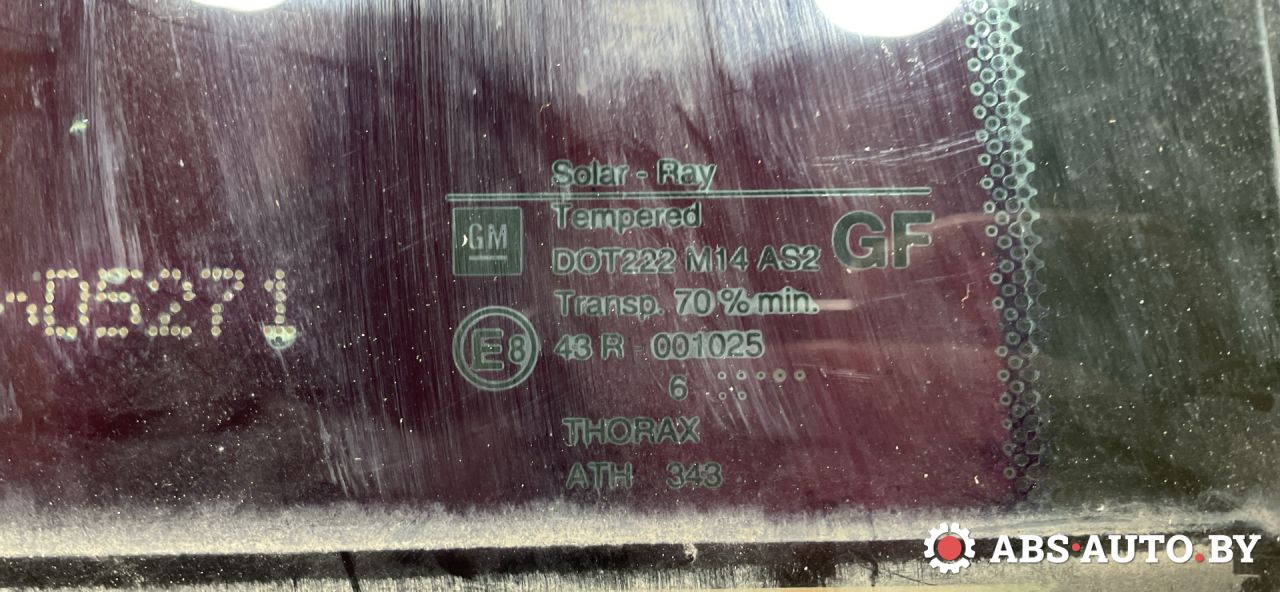 Solar - Ray
GM
Tempered
GF
DOT222 M14 AS2
Transp. 70 % min.
E8
43 R - 001025
6
THORAX
ATH 343
05271
ABS·AUTO.BY